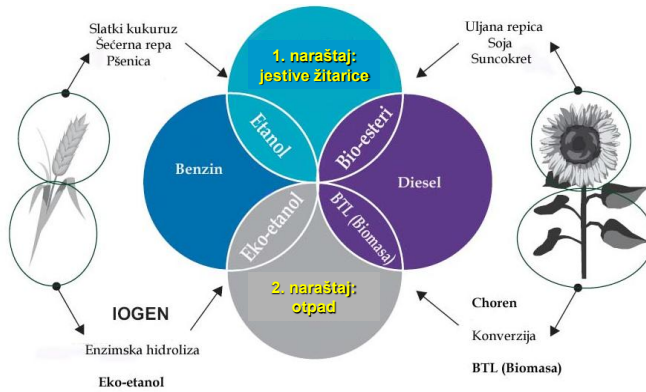 Slatki kukuruz
Šećerna repa
Pšenica
1. naraštaj:
jestive žitarice
Uljana repica
Soja
Suncokret
Etanol
Bio-esteri
Benzin
Diesel
Eko-etanol
BTL (Biomasa)
2. naraštaj:
otpad
IOGEN
Enzimska hidroliza
Eko-etanol
Choren
Konverzija
BTL (Biomasa)